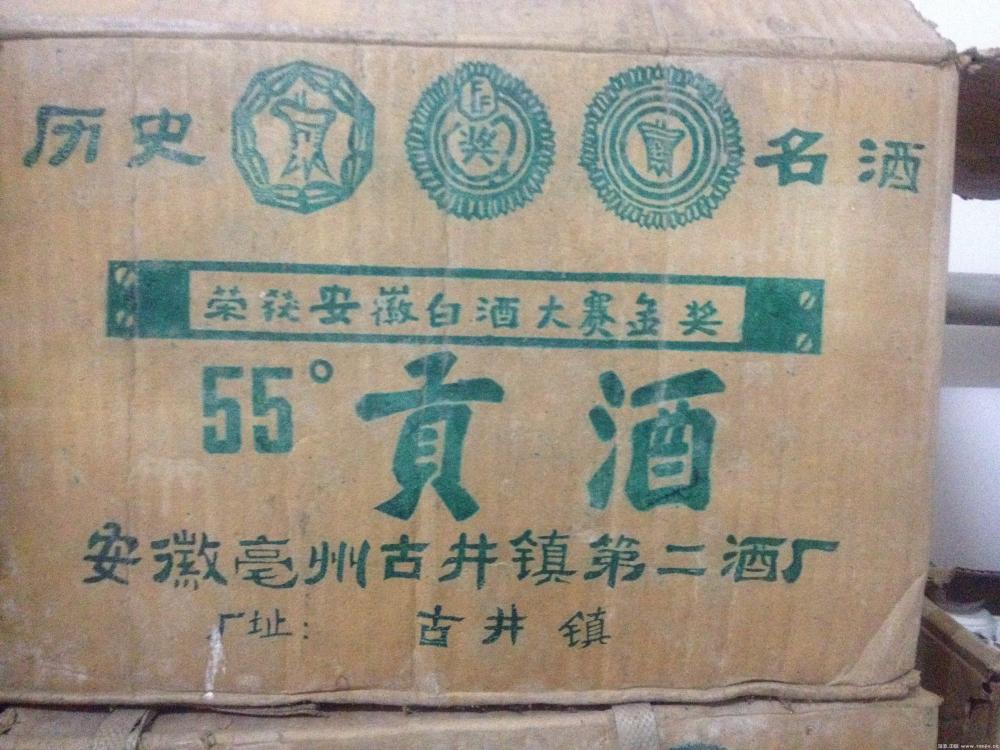 历史 名酒
奖
荣获安徽白酒大赛金奖
55° 贡酒
安徽亳州古井镇第二酒厂
厂址: 古井镇